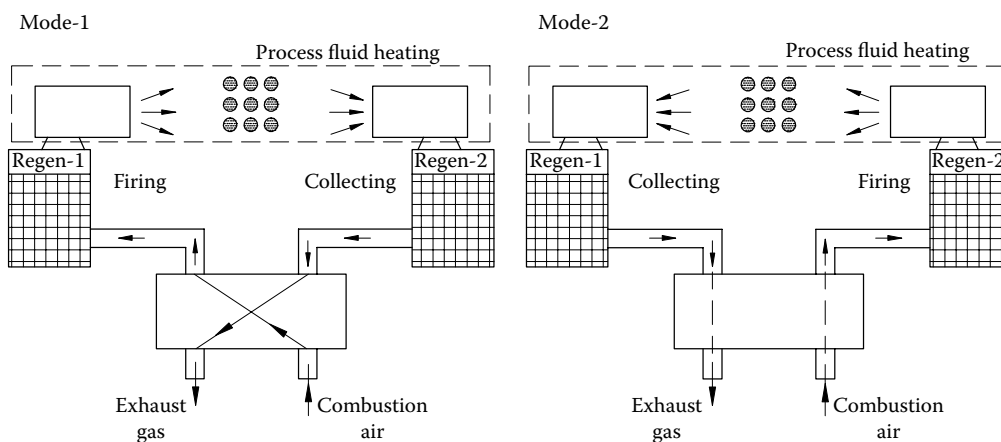 Mode-1
Process fluid heating
Regen-1
Regen-2
Firing
Collecting
Exhaust
gas
Combustion
air
Mode-2
Process fluid heating
Regen-1
Regen-2
Collecting
Firing
Exhaust
gas
Combustion
air